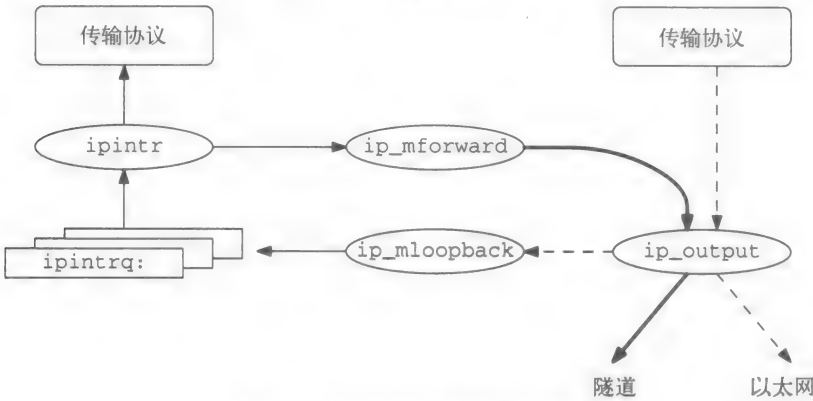 传输协议
传输协议
ipintr
ip_mforward
ipintrq:
ip_mloopback
ip_output
隧道
以太网